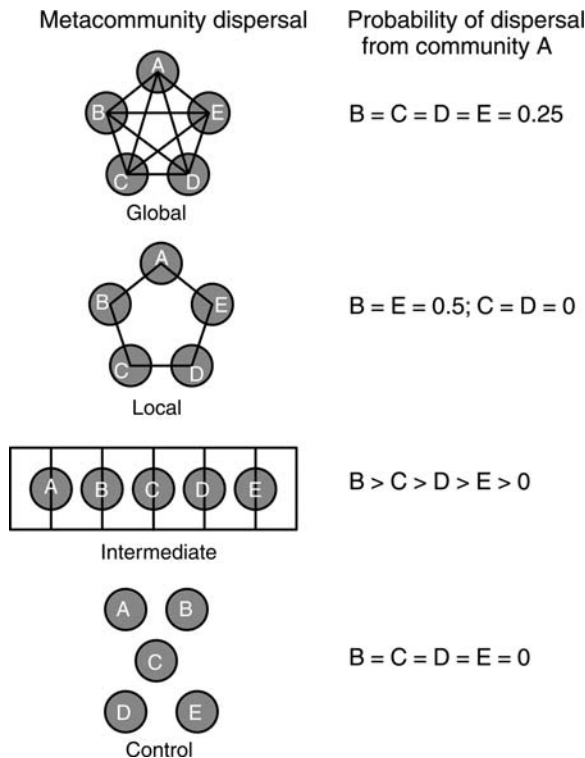 Metacommunity dispersal
Probability of dispersal
from community A
A
B
E
C
D
Global
B = C = D = E = 0.25
A
B
E
C
D
Local
B = E = 0.5; C = D = 0
A B C D E
Intermediate
B > C > D > E > 0
A B
C
D E
Control
B = C = D = E = 0